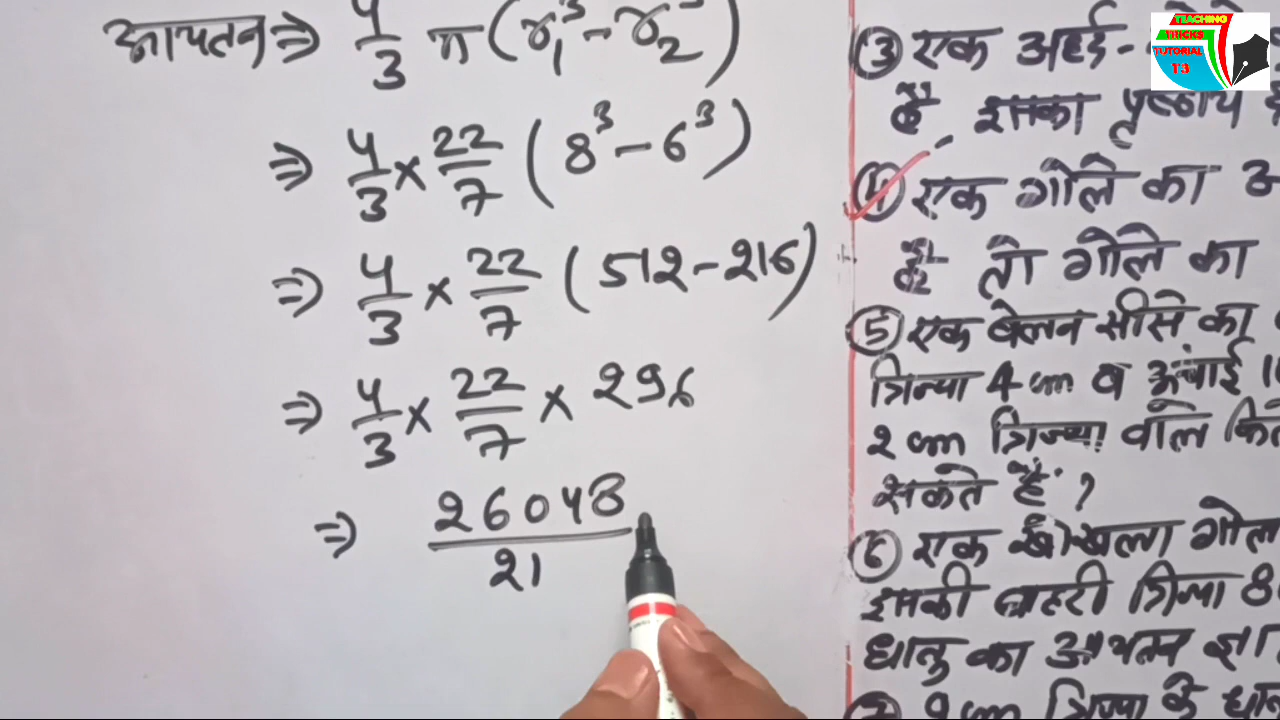 आयतन ⇒ 4/3 π (r₁³ - r₂³)
⇒ 4/3 × 22/7 (8³ - 6³)
⇒ 4/3 × 22/7 (512 - 216)
⇒ 4/3 × 22/7 × 296
⇒ 26048/21
③ एक अर्द्ध-
है इसका पृष्ठीय
④ एक गोले का
है तो गोले का
⑤ एक बेलन सीसे का
त्रिज्या 4 cm व ऊंचाई
2 cm त्रिज्या वाले
सकते हैं ?
⑥ एक खोखला
इसकी बाहरी त्रिज्या
धातु का आयतन
त्रिज्या के
TEACHING
TRICKS
TUTORIAL
T3